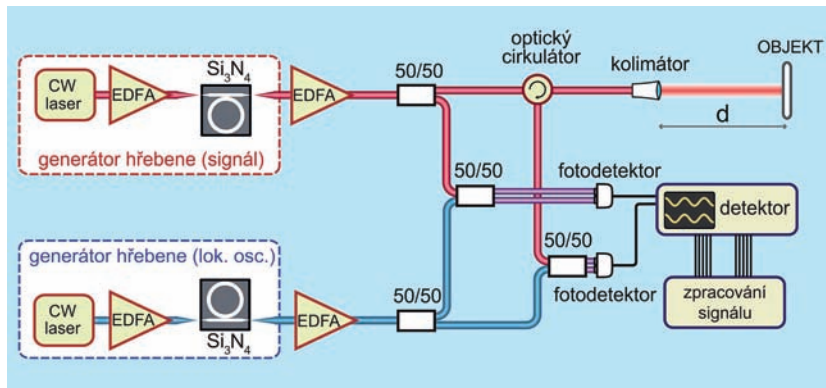 CW
laser
EDFA
Si₃N₄
EDFA
generátor hřebene (signál)
50/50
optický
cirkulátor
kolimátor
OBJEKT
d
50/50
fotodetektor
detektor
50/50
fotodetektor
zpracování
signálu
generátor hřebene (lok. osc.)
CW
laser
EDFA
Si₃N₄
EDFA
50/50